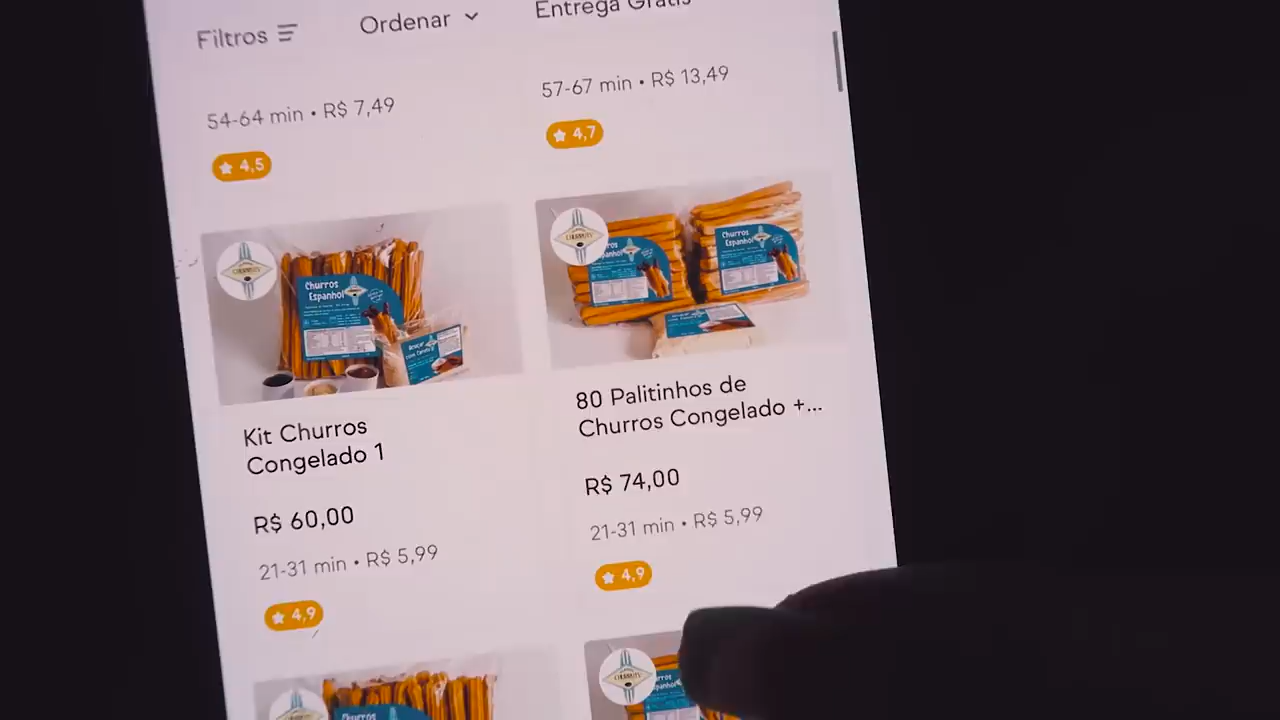 Filtros
Ordenar
Entrega Grátis
54-64 min • R$ 7,49
57-67 min • R$ 13,49
4,5
4,7
Churros
Espanhol
Churros
Espanhol
Kit Churros
Congelado 1
80 Palitinhos de
Churros Congelado +...
R$ 60,00
R$ 74,00
21-31 min • R$ 5,99
21-31 min • R$ 5,99
4,9
4,9
Churros